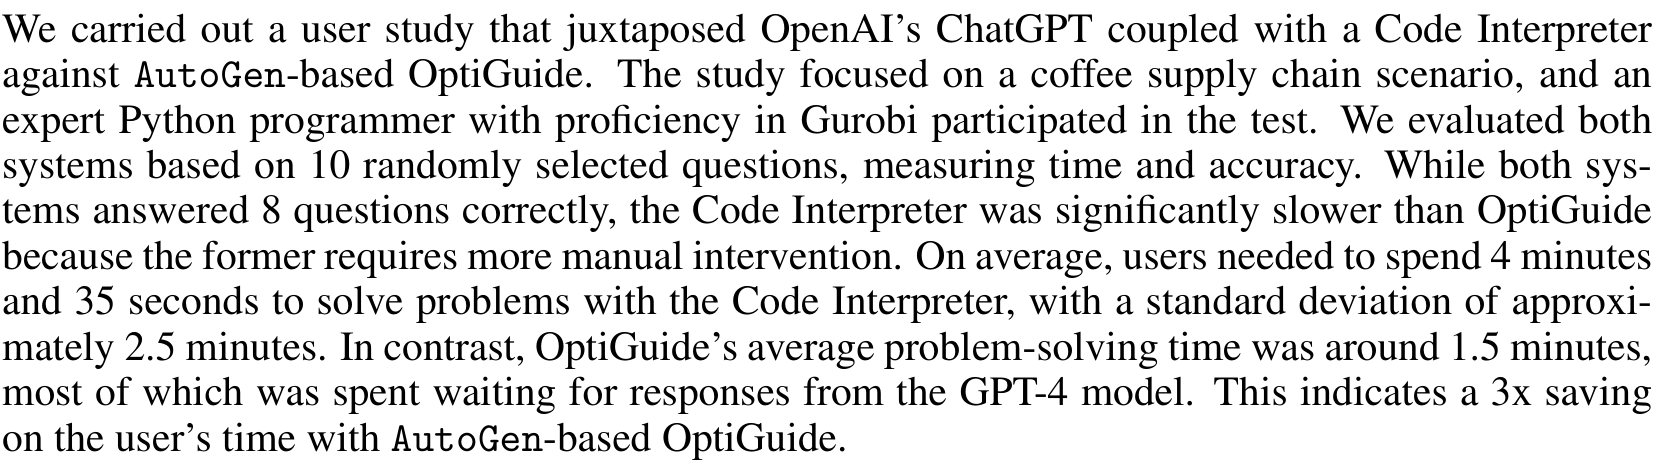 We carried out a user study that juxtaposed OpenAI's ChatGPT coupled with a Code Interpreter
against AutoGen-based OptiGuide. The study focused on a coffee supply chain scenario, and an
expert Python programmer with proficiency in Gurobi participated in the test. We evaluated both
systems based on 10 randomly selected questions, measuring time and accuracy. While both sys-
tems answered 8 questions correctly, the Code Interpreter was significantly slower than OptiGuide
because the former requires more manual intervention. On average, users needed to spend 4 minutes
and 35 seconds to solve problems with the Code Interpreter, with a standard deviation of approxi-
mately 2.5 minutes. In contrast, OptiGuide's average problem-solving time was around 1.5 minutes,
most of which was spent waiting for responses from the GPT-4 model. This indicates a 3x saving
on the user's time with AutoGen-based OptiGuide.